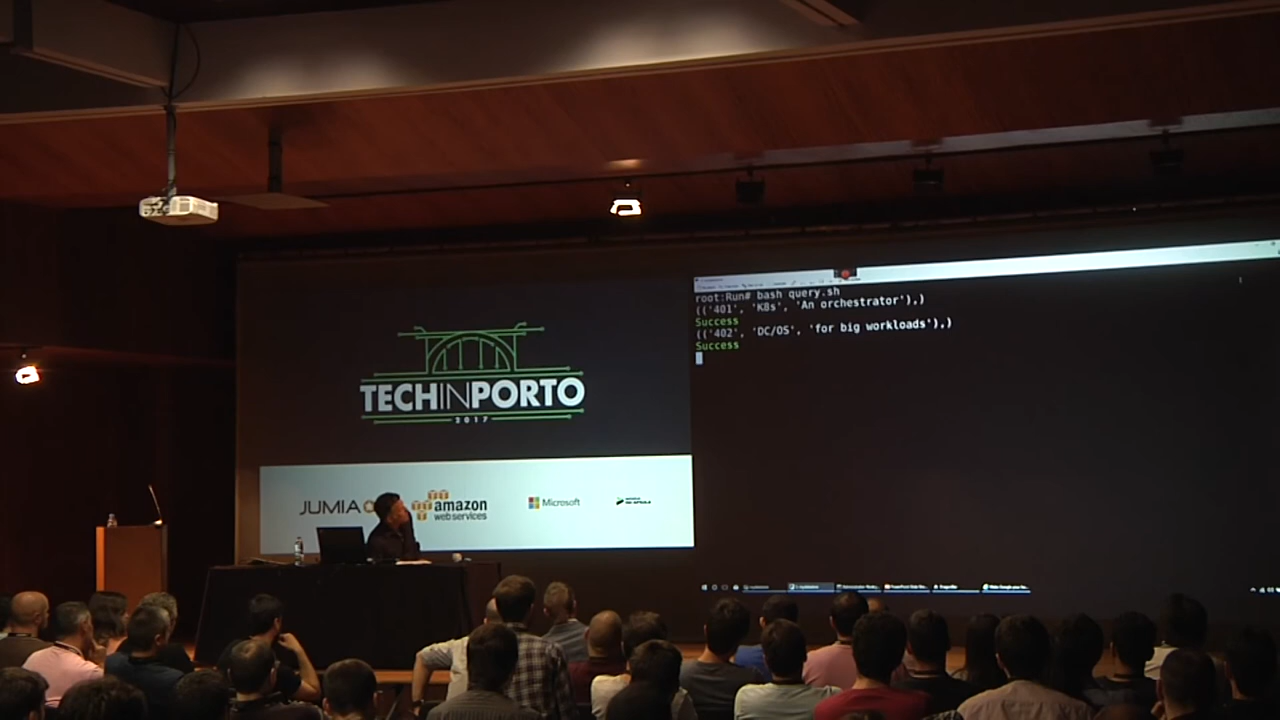 TECHINPORTO
2017
JUMIA
amazon
web services
Microsoft
root:Run# bash query.sh
(('401', 'K8s', 'An orchestrator'),)
Success
(('402', 'DC/OS', 'for big workloads'),)
Success